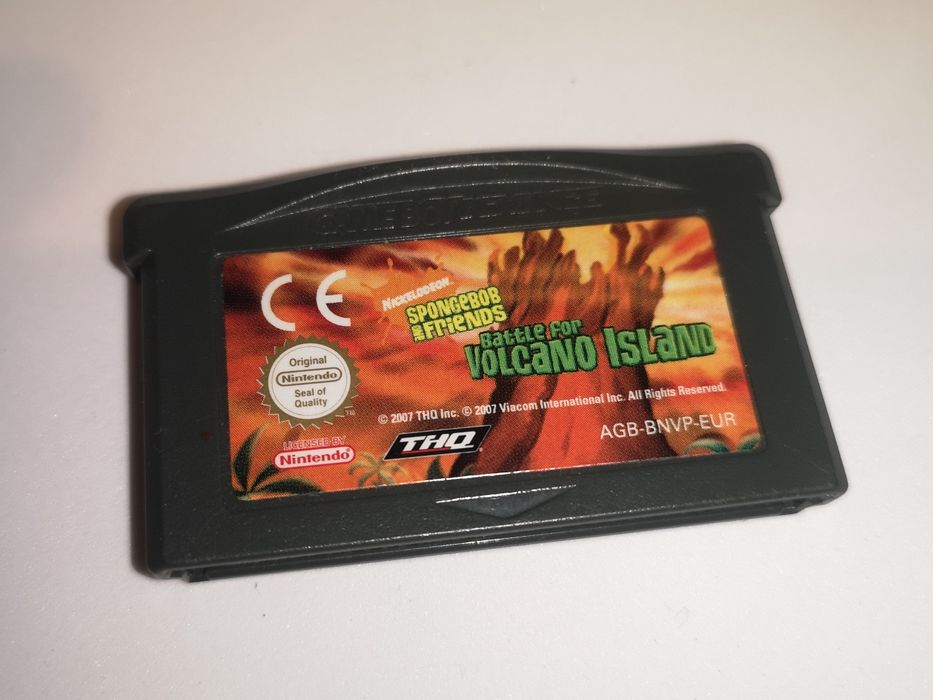 GAME BOY ADVANCE
CE
NICKELODEON
SPONGEBOB
AND FRIENDS
Battle for
VOLCANO ISLAND
Original
Nintendo
Seal of
Quality
TM
© 2007 THQ Inc. © 2007 Viacom International Inc. All Rights Reserved.
LICENSED BY
Nintendo
THQ
AGB-BNVP-EUR